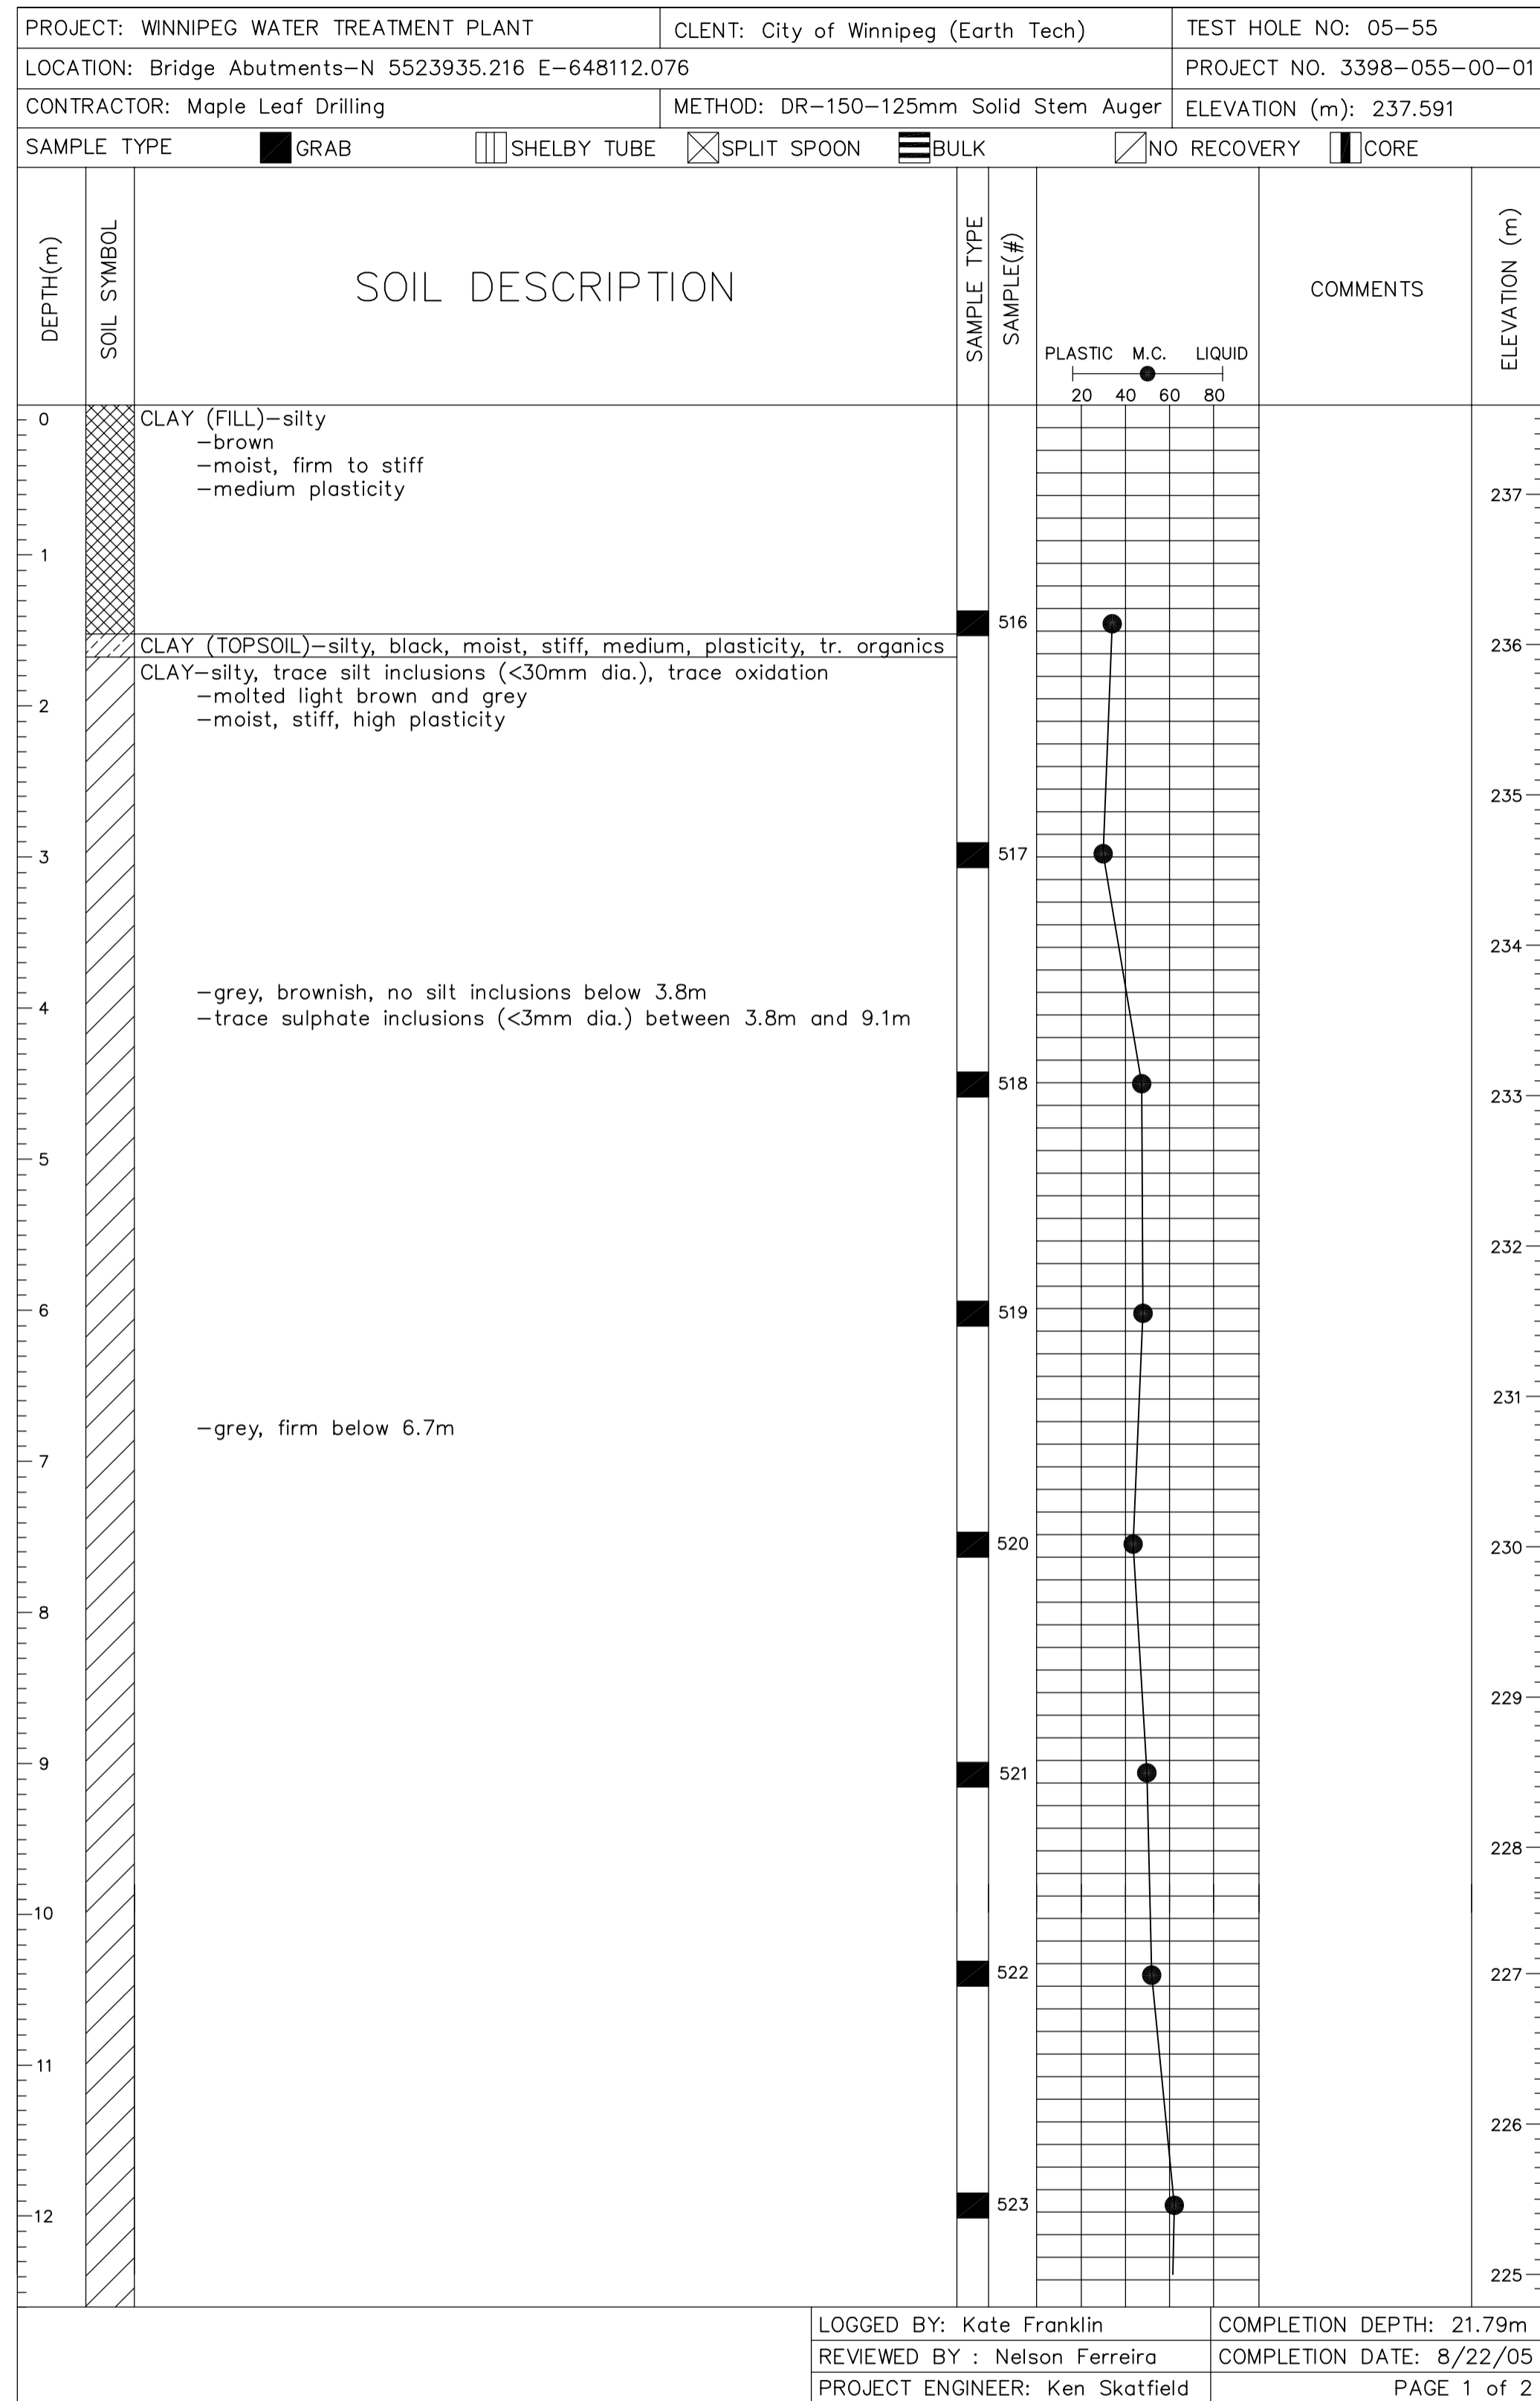 PROJECT: WINNIPEG WATER TREATMENT PLANT
CLENT: City of Winnipeg (Earth Tech)
TEST HOLE NO: 05-55
LOCATION: Bridge Abutments-N 5523935.216 E-648112.076
PROJECT NO. 3398-055-00-01
CONTRACTOR: Maple Leaf Drilling
METHOD: DR-150-125mm Solid Stem Auger
ELEVATION (m): 237.591
SAMPLE TYPE GRAB SHELBY TUBE SPLIT SPOON BULK NO RECOVERY CORE
DEPTH(m)
SOIL SYMBOL
SOIL DESCRIPTION
SAMPLE TYPE
SAMPLE(#)
PLASTIC M.C. LIQUID
20 40 60 80
COMMENTS
ELEVATION (m)
0
CLAY (FILL)-silty
-brown
-moist, firm to stiff
-medium plasticity
237
1
516
CLAY (TOPSOIL)-silty, black, moist, stiff, medium, plasticity, tr. organics
236
CLAY-silty, trace silt inclusions (<30mm dia.), trace oxidation
-molted light brown and grey
2
-moist, stiff, high plasticity
235
3
517
234
-grey, brownish, no silt inclusions below 3.8m
4
-trace sulphate inclusions (<3mm dia.) between 3.8m and 9.1m
518
233
5
232
6
519
231
-grey, firm below 6.7m
7
520
230
8
229
9
521
228
10
522
227
11
226
523
12
225
LOGGED BY: Kate Franklin
COMPLETION DEPTH: 21.79m
REVIEWED BY : Nelson Ferreira
COMPLETION DATE: 8/22/05
PROJECT ENGINEER: Ken Skatfield
PAGE 1 of 2